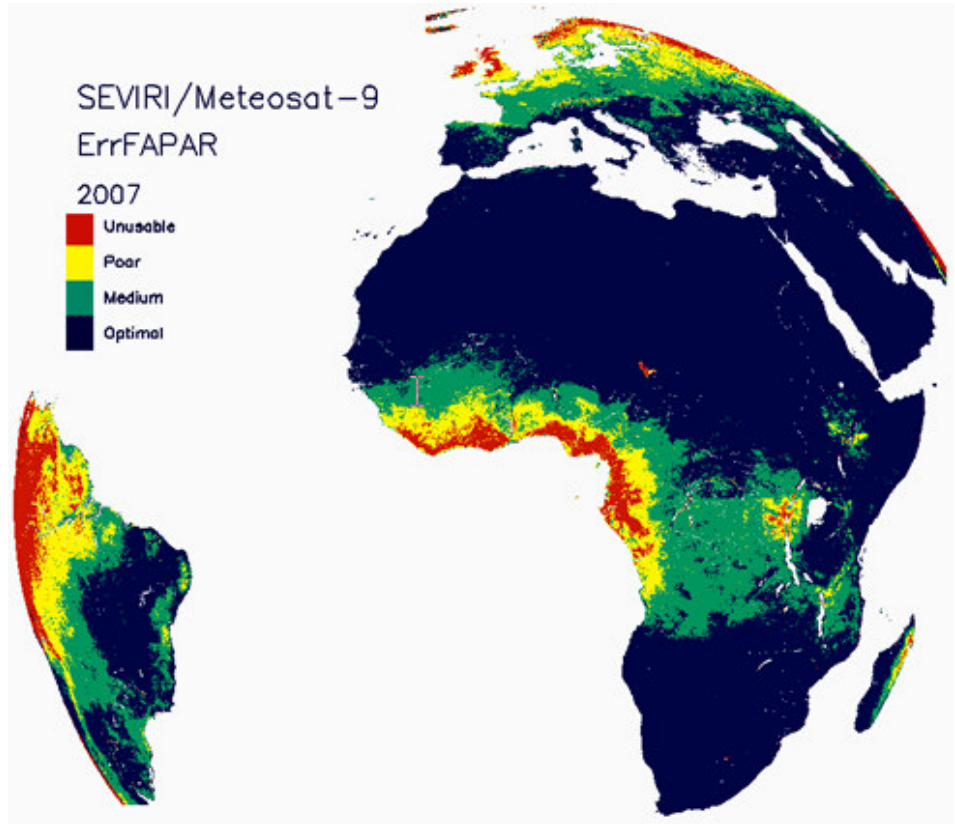 SEVIRI/Meteosat-9
ErrFAPAR
2007
Unusable
Poor
Medium
Optimal